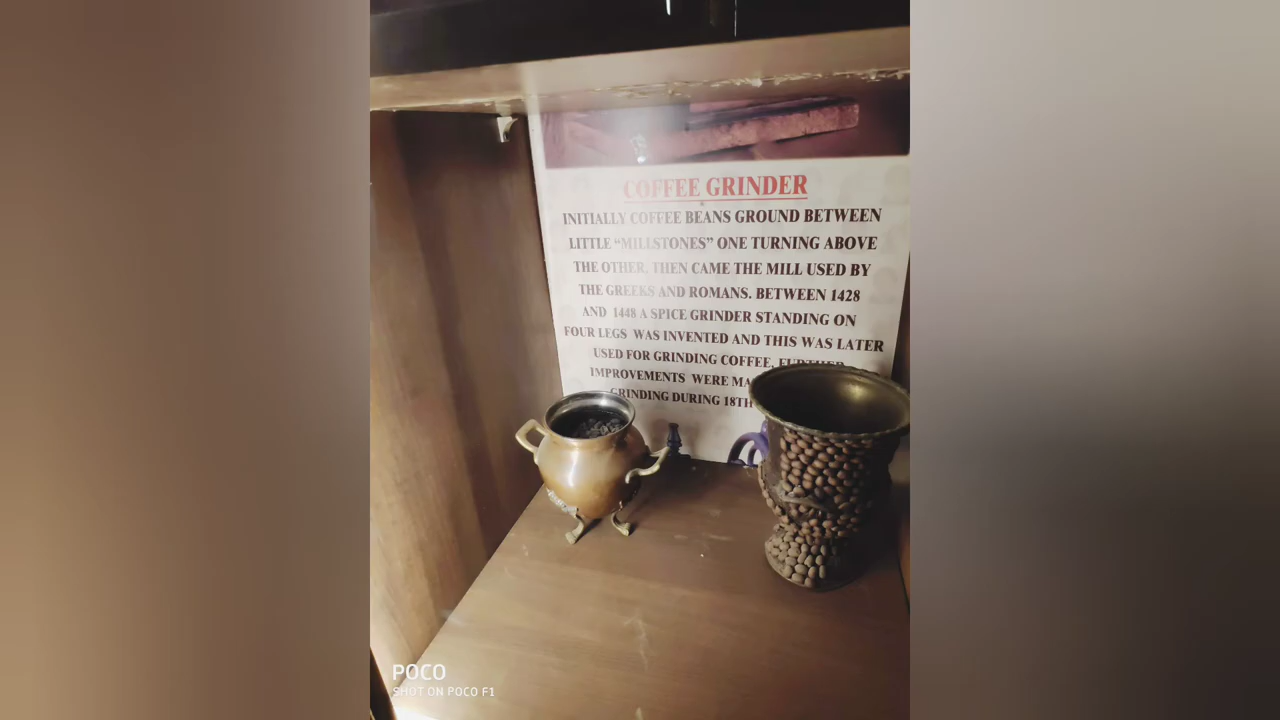 COFFEE GRINDER
INITIALLY COFFEE BEANS GROUND BETWEEN
LITTLE “MILLSTONES” ONE TURNING ABOVE
THE OTHER, THEN CAME THE MILL USED BY
THE GREEKS AND ROMANS. BETWEEN 1428
AND 1448 A SPICE GRINDER STANDING ON
FOUR LEGS WAS INVENTED AND THIS WAS LATER
USED FOR GRINDING COFFEE, FURTHER
IMPROVEMENTS WERE
GRINDING DURING 18TH
POCO
SHOT ON POCO F1